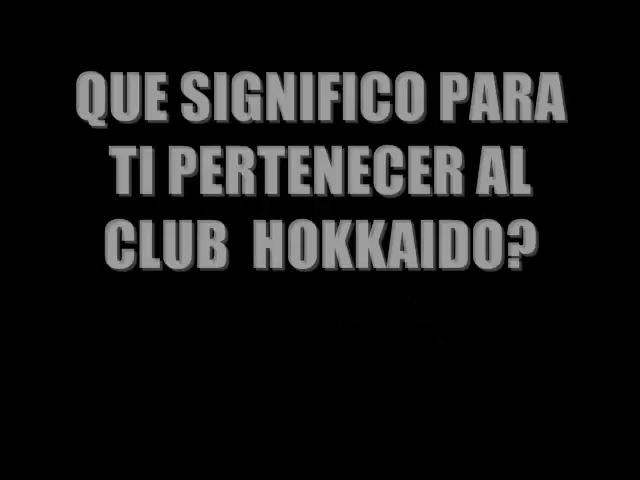 QUE SIGNIFICO PARA
TI PERTENECER AL
CLUB HOKKAIDO?